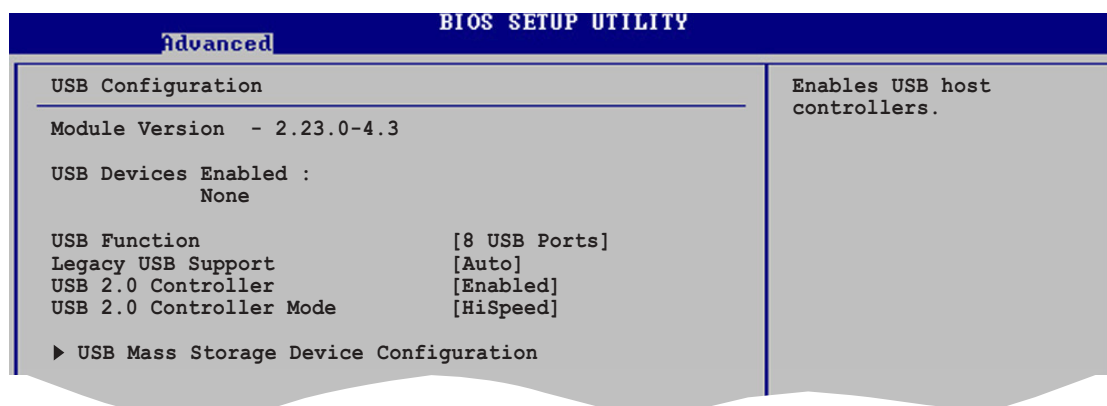 BIOS SETUP UTILITY
Advanced
USB Configuration
Module Version - 2.23.0-4.3
USB Devices Enabled :
None
USB Function [8 USB Ports]
Legacy USB Support [Auto]
USB 2.0 Controller [Enabled]
USB 2.0 Controller Mode [HiSpeed]
USB Mass Storage Device Configuration
Enables USB host
controllers.